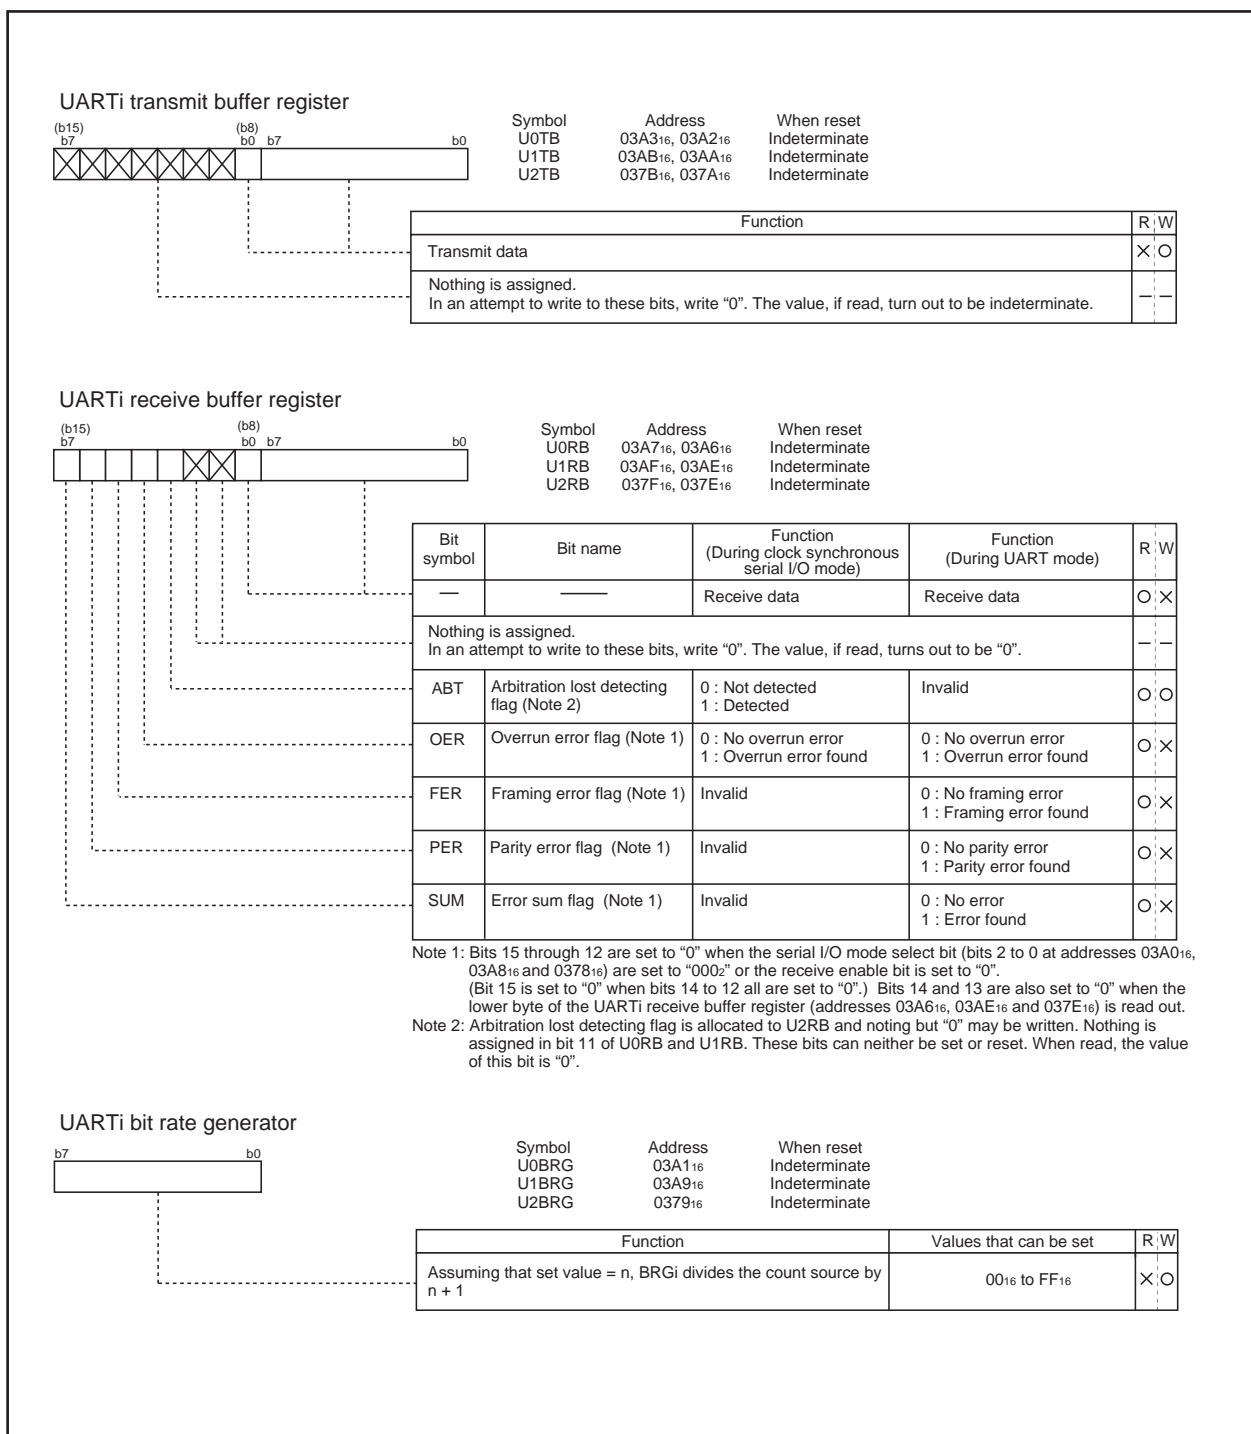 UARTi transmit buffer register
(b15) (b8)
b7 b0 b7 b0
Symbol Address When reset
U0TB 03A316, 03A216 Indeterminate
U1TB 03AB16, 03AA16 Indeterminate
U2TB 037B16, 037A16 Indeterminate
Function R W
Transmit data
Nothing is assigned.
In an attempt to write to these bits, write “0”. The value, if read, turn out to be indeterminate.
UARTi receive buffer register
(b15) (b8)
b7 b0 b7 b0
Symbol Address When reset
U0RB 03A716, 03A616 Indeterminate
U1RB 03AF16, 03AE16 Indeterminate
U2RB 037F16, 037E16 Indeterminate
Bit symbol Bit name Function (During clock synchronous serial I/O mode) Function (During UART mode) R W
Receive data Receive data
Nothing is assigned.
In an attempt to write to these bits, write “0”. The value, if read, turns out to be “0”.
ABT Arbitration lost detecting flag (Note 2) 0 : Not detected 1 : Detected Invalid
OER Overrun error flag (Note 1) 0 : No overrun error 1 : Overrun error found 0 : No overrun error 1 : Overrun error found
FER Framing error flag (Note 1) Invalid 0 : No framing error 1 : Framing error found
PER Parity error flag (Note 1) Invalid 0 : No parity error 1 : Parity error found
SUM Error sum flag (Note 1) Invalid 0 : No error 1 : Error found
Note 1: Bits 15 through 12 are set to “0” when the serial I/O mode select bit (bits 2 to 0 at addresses 03A016,
03A816 and 037816) are set to “0002” or the receive enable bit is set to “0”.
(Bit 15 is set to “0” when bits 14 to 12 all are set to “0”.) Bits 14 and 13 are also set to “0” when the
lower byte of the UARTi receive buffer register (addresses 03A616, 03AE16 and 037E16) is read out.
Note 2: Arbitration lost detecting flag is allocated to U2RB and noting but “0” may be written. Nothing is
assigned in bit 11 of U0RB and U1RB. These bits can neither be set or reset. When read, the value
of this bit is “0”.
UARTi bit rate generator
b7 b0
Symbol Address When reset
U0BRG 03A116 Indeterminate
U1BRG 03A916 Indeterminate
U2BRG 037916 Indeterminate
Function Values that can be set R W
Assuming that set value = n, BRGi divides the count source by
n + 1
0016 to FF16